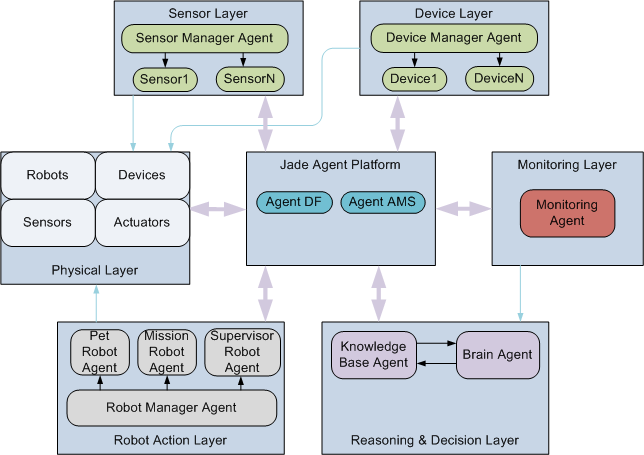 Sensor Layer
Sensor Manager Agent
Sensor1
SensorN
Device Layer
Device Manager Agent
Device1
DeviceN
Robots
Devices
Sensors
Actuators
Physical Layer
Jade Agent Platform
Agent DF
Agent AMS
Monitoring Layer
Monitoring
Agent
Pet
Robot
Agent
Mission
Robot
Agent
Supervisor
Robot
Agent
Robot Manager Agent
Robot Action Layer
Knowledge
Base Agent
Brain Agent
Reasoning & Decision Layer